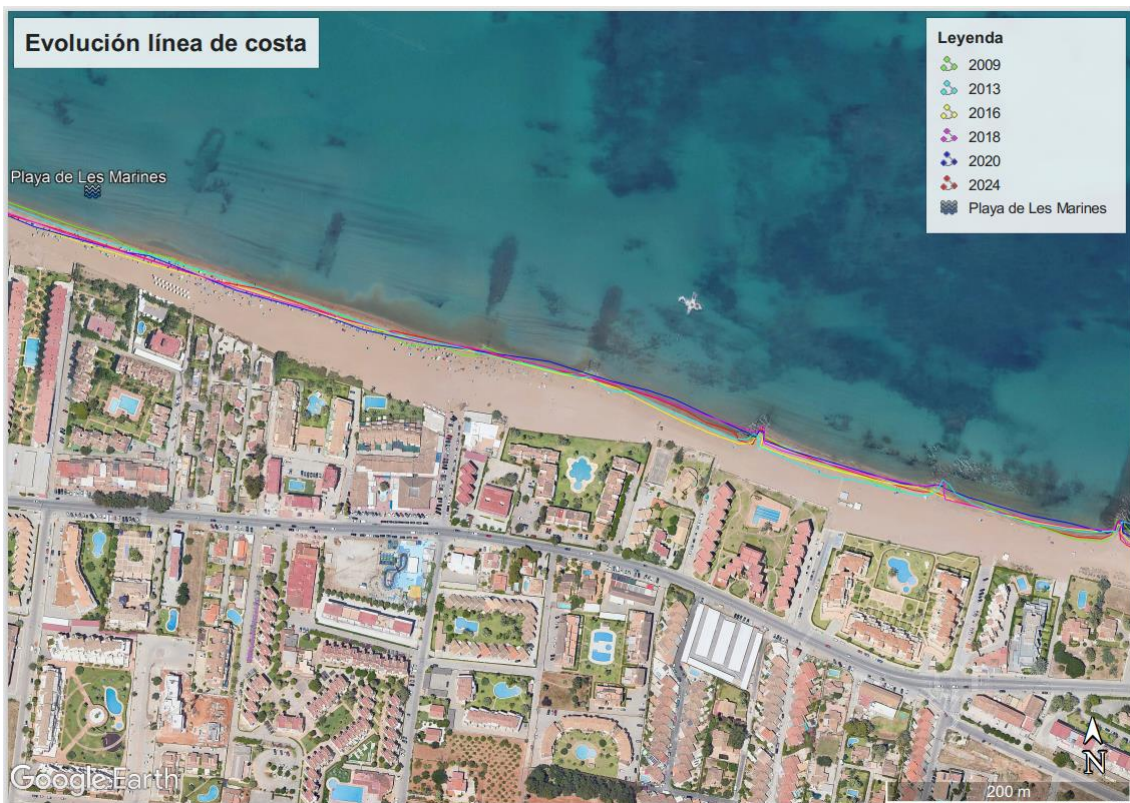 Evolución línea de costa
Leyenda
2009
2013
2016
2018
2020
2024
Playa de Les Marines
Playa de Les Marines
N
Google Earth
200 m